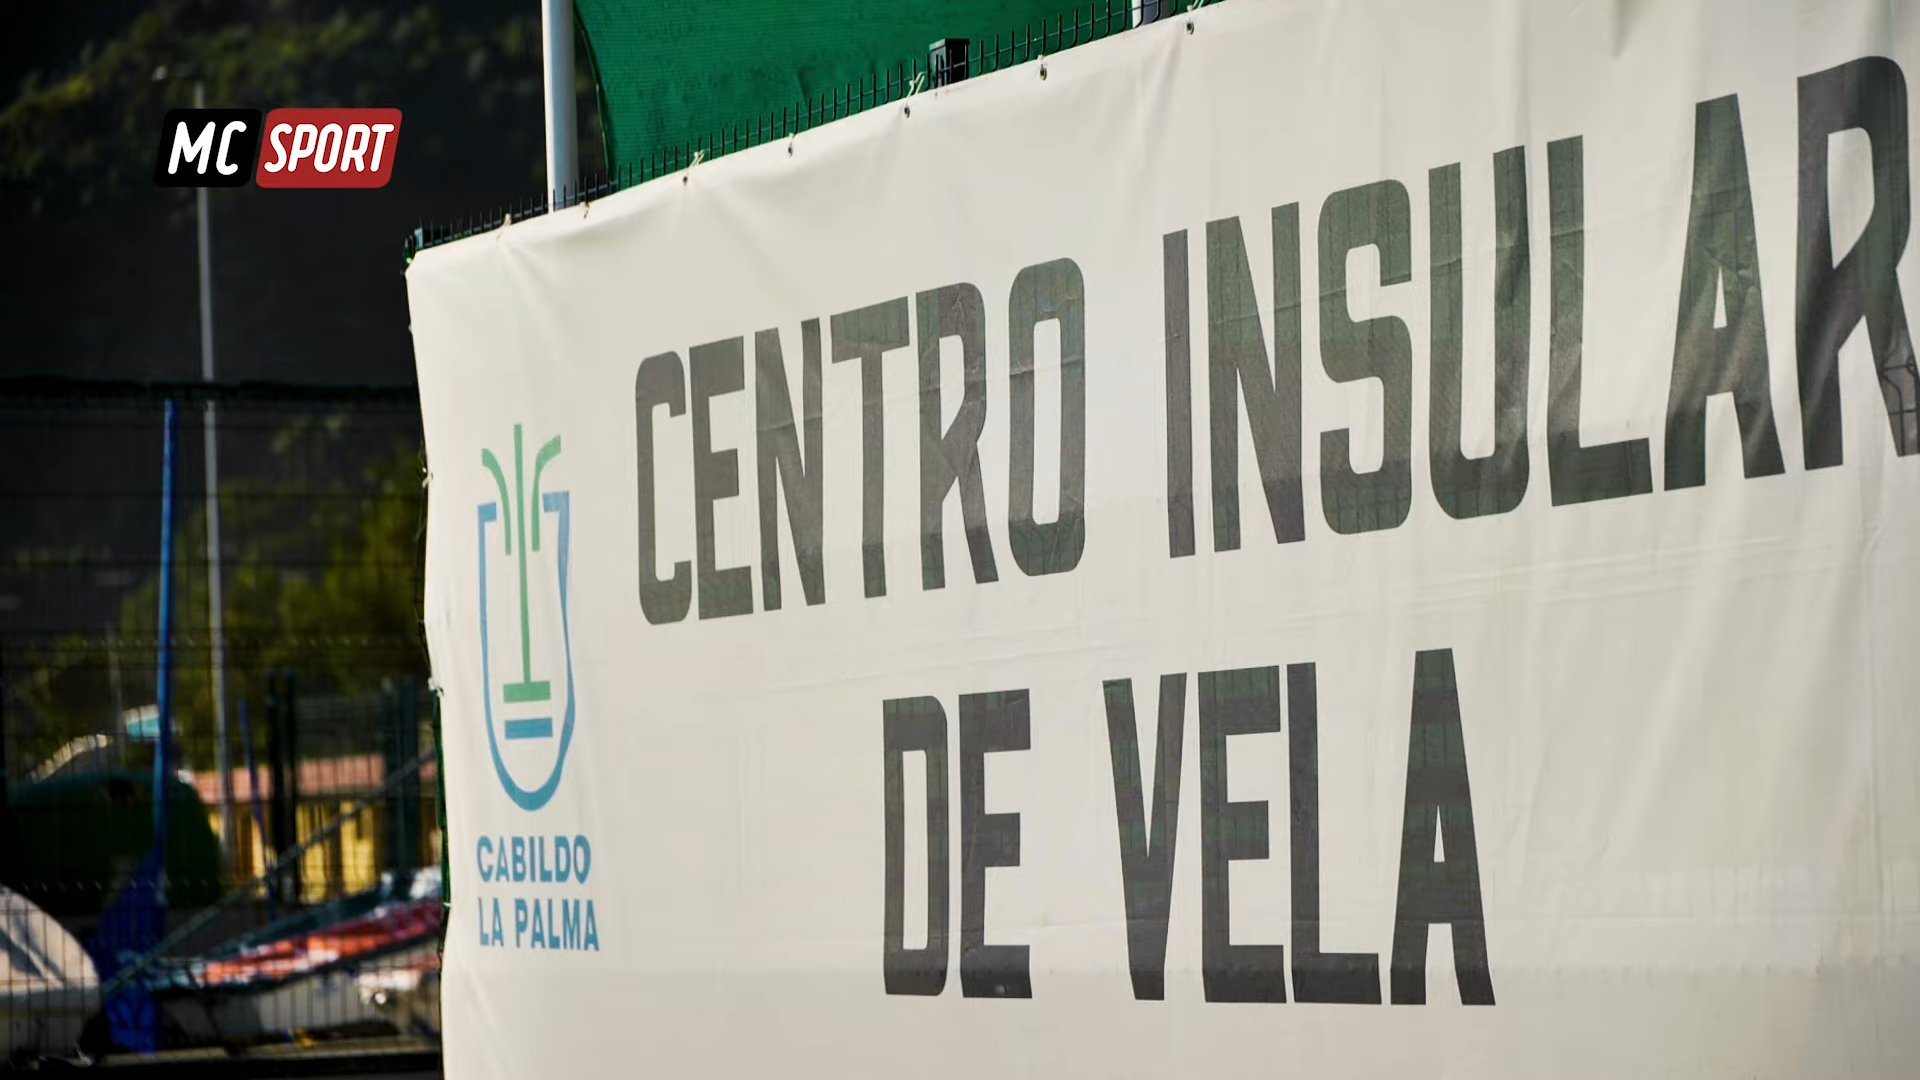 MC SPORT
CENTRO INSULAR
DE VELA
CABILDO
LA PALMA